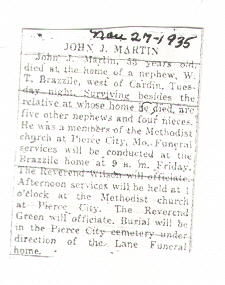 Nov 27-1935
JOHN J. MARTIN
John J. Martin, years old,
died at the home of a nephew, W.
T. Brazzile, west of Cardin, Tues-
day night. Surviving besides the
relative at whose home he died, are
five other nephews and four nieces.
He was a members of the Methodist
church at Pierce City, Mo. Funeral
services will be conducted at the
Brazzile home at 9 a. m. Friday.
The Reverend Wilson will officiate.
Afternoon services will be held at 1
o'clock at the Methodist church
at Pierce City. The Reverend
Green will officiate. Burial will be
in the Pierce City cemetery under
direction of the Lane Funeral
home.